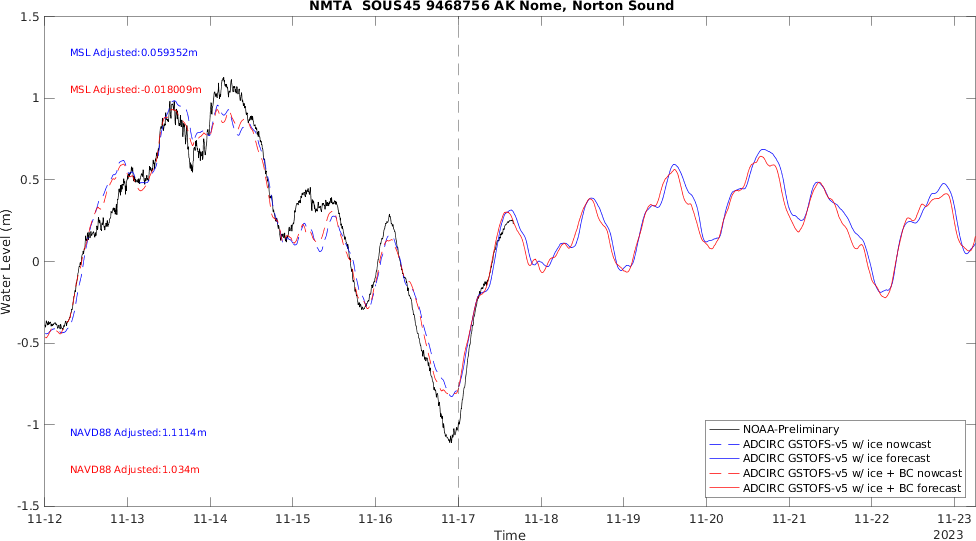 NMTA  SOUS45 9468756 AK Nome, Norton Sound
MSL Adjusted:0.059352m
MSL Adjusted:-0.018009m
NAVD88 Adjusted:1.1114m
NAVD88 Adjusted:1.034m
Water Level (m)
1.5
1
0.5
0
-0.5
-1
-1.5
NOAA-Preliminary
ADCIRC GSTOFS-v5 w/ ice nowcast
ADCIRC GSTOFS-v5 w/ ice forecast
ADCIRC GSTOFS-v5 w/ ice + BC nowcast
ADCIRC GSTOFS-v5 w/ ice + BC forecast
11-12 11-13 11-14 11-15 11-16 11-17 11-18 11-19 11-20 11-21 11-22 11-23
Time
2023